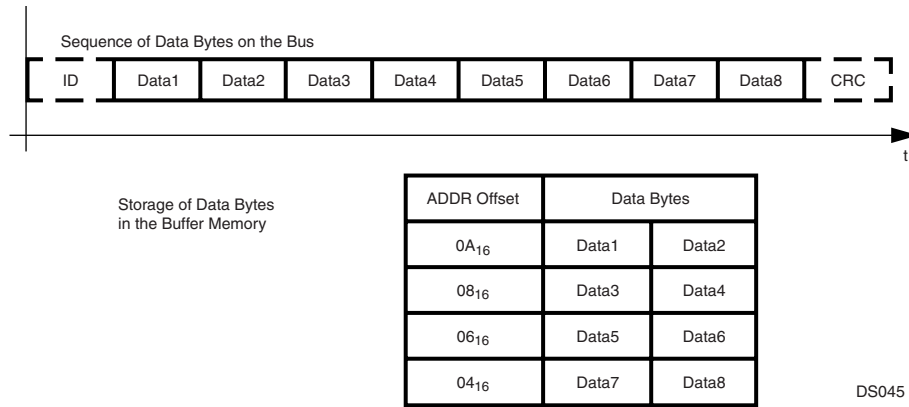 Sequence of Data Bytes on the Bus
ID Data1 Data2 Data3 Data4 Data5 Data6 Data7 Data8 CRC
t
Storage of Data Bytes
in the Buffer Memory
ADDR Offset Data Bytes
0A16 Data1 Data2
0816 Data3 Data4
0616 Data5 Data6
0416 Data7 Data8
DS045